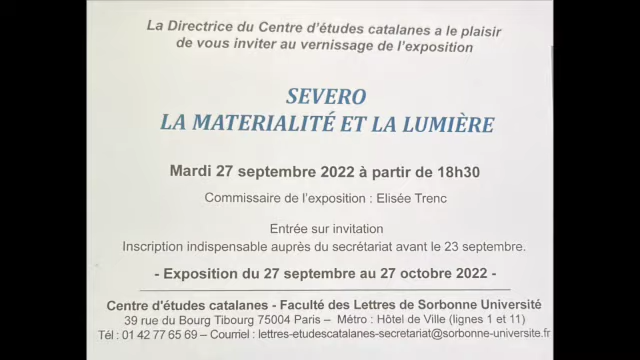 La Directrice du Centre d'études catalanes a le plaisir
de vous inviter au vernissage de l'exposition
SEVERO
LA MATERIALITÉ ET LA LUMIÈRE
Mardi 27 septembre 2022 à partir de 18h30
Commissaire de l'exposition : Elisée Trenc
Entrée sur invitation
Inscription indispensable auprès du secrétariat avant le 23 septembre.
- Exposition du 27 septembre au 27 octobre 2022 -
Centre d'études catalanes - Faculté des Lettres de Sorbonne Université
39 rue du Bourg Tibourg 75004 Paris – Métro : Hôtel de Ville (lignes 1 et 11)
Tél : 01 42 77 65 69 – Courriel : lettres-etudescatalanes-secretariat@sorbonne-universite.fr